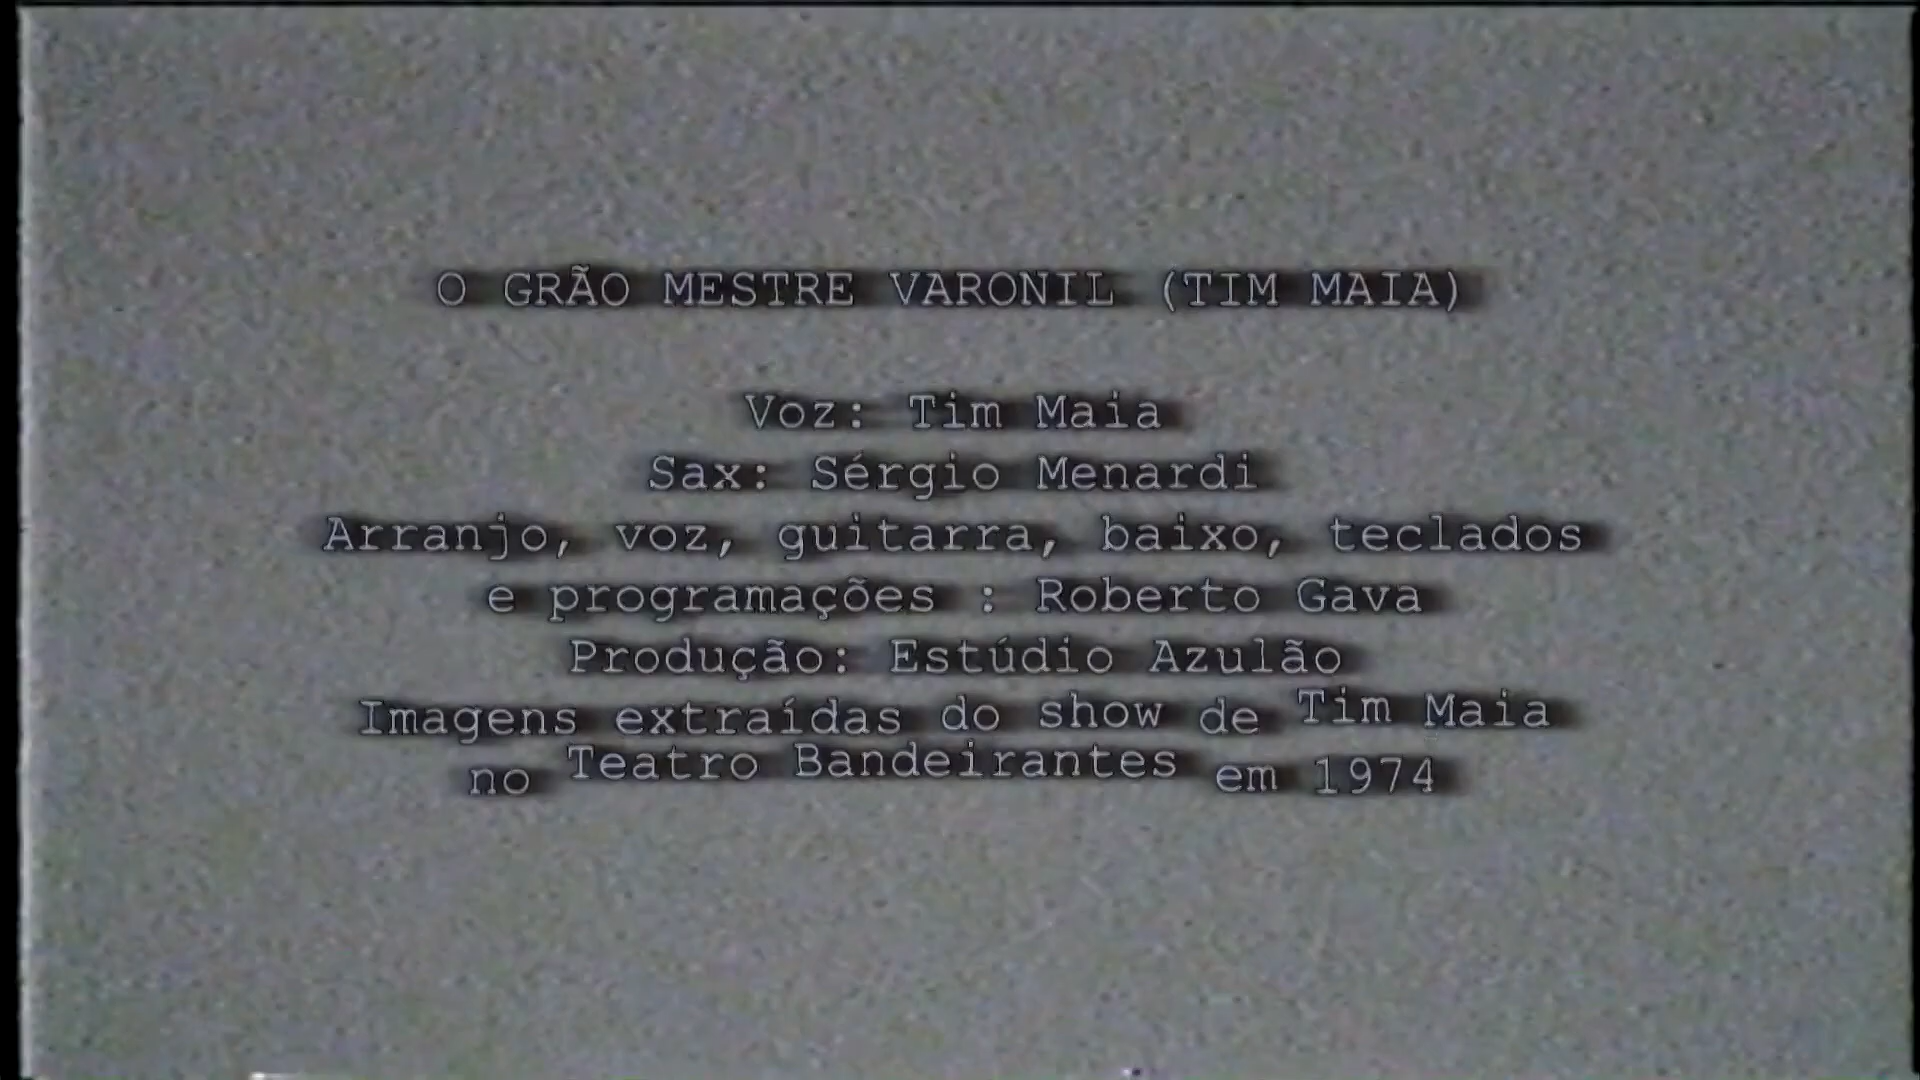 O GRÃO MESTRE VARONIL (TIM MAIA)
Voz: Tim Maia
Sax: Sérgio Menardi
Arranjo, voz, guitarra, baixo, teclados
e programações : Roberto Gava
Produção: Estúdio Azulão
Imagens extraídas do show de Tim Maia
no Teatro Bandeirantes em 1974